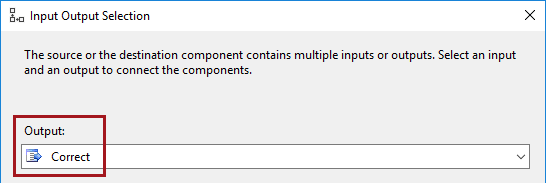 Input Output Selection
The source or the destination component contains multiple inputs or outputs. Select an input
and an output to connect the components.
Output:
Correct